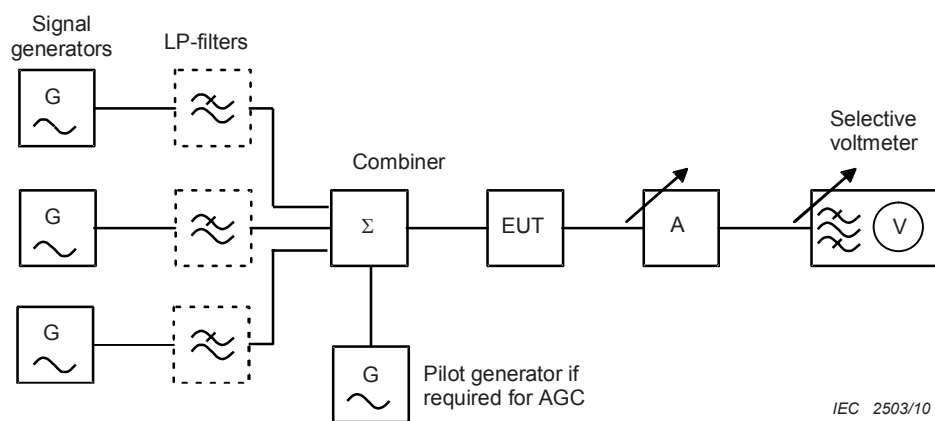 Signal
generators
LP-filters
G
G
G
Combiner
Σ
EUT
A
Selective
voltmeter
V
G
Pilot generator if
required for AGC
IEC 2503/10